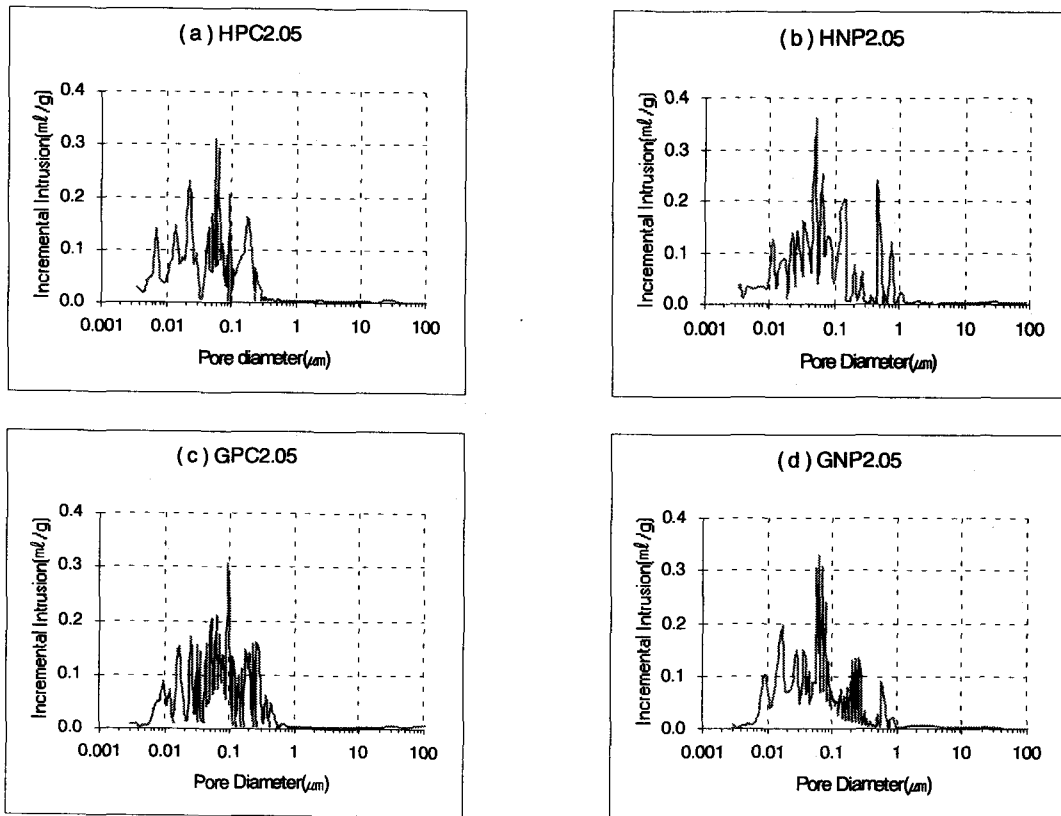 ( a ) HPC2.05
Incremental Intrusion(㎖/g)
0.4
0.3
0.2
0.1
0.0
0.001 0.01 0.1 1 10 100
Pore diameter(㎛)
( b ) HNP2.05
Incremental Intrusion(㎖/g)
0.4
0.3
0.2
0.1
0.0
0.001 0.01 0.1 1 10 100
Pore Diameter(㎛)
( c ) GPC2.05
Incremental Intrusion(㎖/g)
0.4
0.3
0.2
0.1
0.0
0.001 0.01 0.1 1 10 100
Pore Diameter(㎛)
( d ) GNP2.05
Incremental Intrusion(㎖/g)
0.4
0.3
0.2
0.1
0.0
0.001 0.01 0.1 1 10 100
Pore Diameter(㎛)